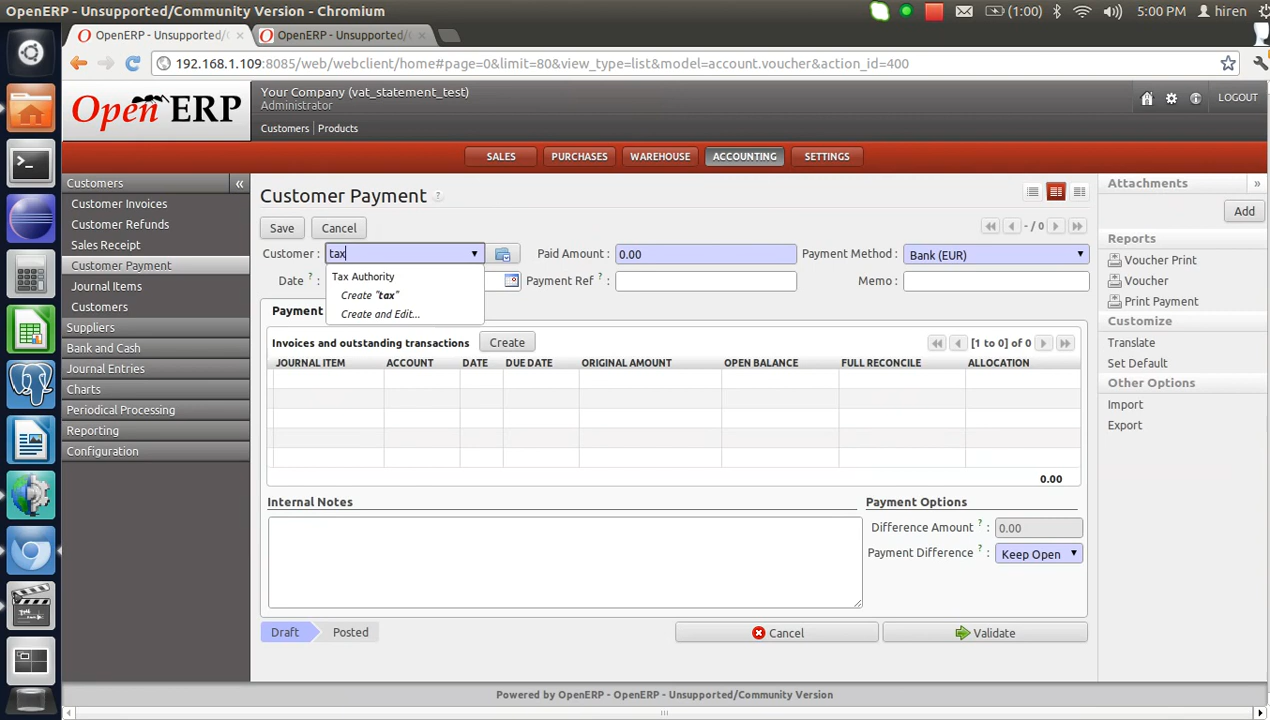 OpenERP - Unsupported/Community Version - Chromium
(1:00)
5:00 PM
hiren
OpenERP - Unsupported/C
OpenERP - Unsupported/C
192.168.1.109:8085/web/webclient/home#page=0&limit=80&view_type=list&model=account.voucher&action_id=400
Open ERP
Your Company (vat_statement_test)
Administrator
Customers | Products
LOGOUT
SALES
PURCHASES
WAREHOUSE
ACCOUNTING
SETTINGS
Customers
«
Customer Invoices
Customer Refunds
Sales Receipt
Customer Payment
Journal Items
Customers
Suppliers
Bank and Cash
Journal Entries
Charts
Periodical Processing
Reporting
Configuration
Customer Payment ?
Save
Cancel
- / 0
Customer :
tax
Paid Amount :
0.00
Payment Method :
Bank (EUR)
Date ? :
Payment Ref ? :
Memo :
Tax Authority
Create "tax"
Create and Edit...
Payment
Invoices and outstanding transactions
Create
[1 to 0] of 0
JOURNAL ITEM
ACCOUNT
DATE
DUE DATE
ORIGINAL AMOUNT
OPEN BALANCE
FULL RECONCILE
ALLOCATION
0.00
Internal Notes
Payment Options
Difference Amount ? :
0.00
Payment Difference ? :
Keep Open
Draft
Posted
Cancel
Validate
Attachments
»
Add
Reports
Voucher Print
Voucher
Print Payment
Customize
Translate
Set Default
Other Options
Import
Export
Powered by OpenERP - OpenERP - Unsupported/Community Version